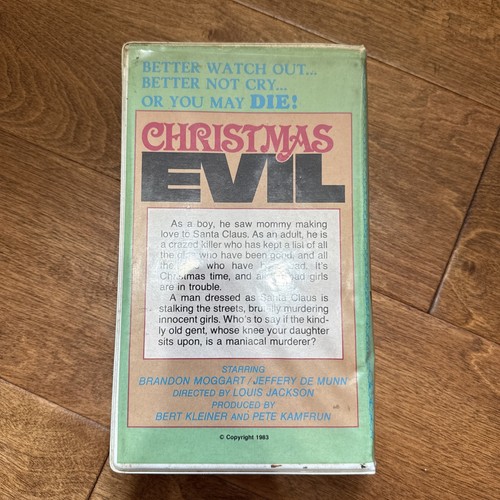 BETTER WATCH OUT...
BETTER NOT CRY...
OR YOU MAY DIE!
CHRISTMAS
EVIL
As a boy, he saw mommy making
love to Santa Claus. As an adult, he is
a crazed killer who has kept a list of all
the who have been good, and all
the who have It's
Christmas time, and girls
are in trouble.
A man dressed as Santa Claus is
stalking the streets, brutally murdering
innocent girls. Who's to say if the kind-
ly old gent, whose knee your daughter
sits upon, is a maniacal murderer?
STARRING
BRANDON MOGGART / JEFFERY DE MUNN
DIRECTED BY LOUIS JACKSON
PRODUCED BY
BERT KLEINER AND PETE KAMFRUN
© Copyright 1983